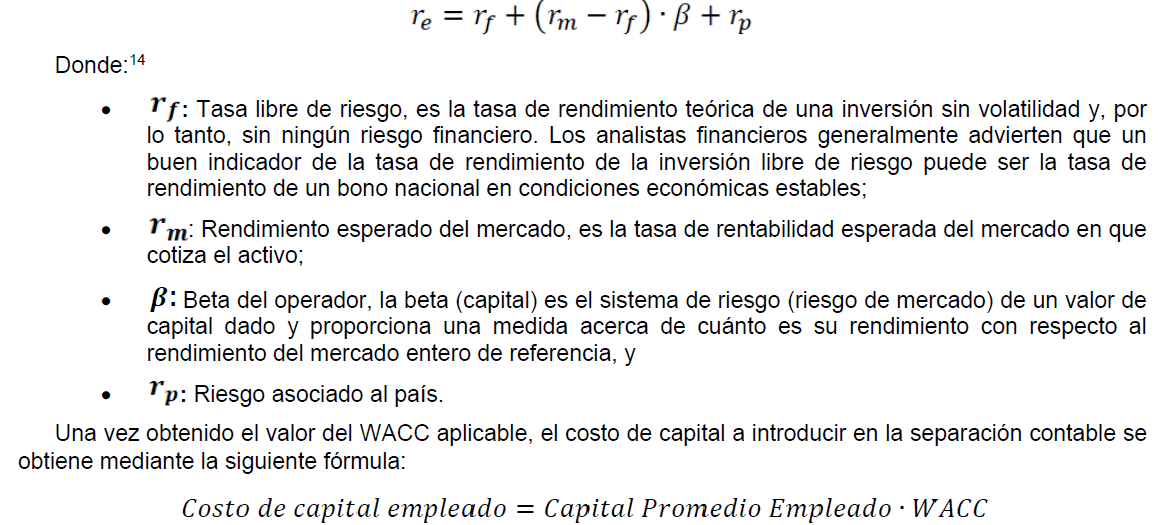 rₑ = r_f + (r_m − r_f) · β + r_p
Donde:¹⁴
• r_f: Tasa libre de riesgo, es la tasa de rendimiento teórica de una inversión sin volatilidad y, por
lo tanto, sin ningún riesgo financiero. Los analistas financieros generalmente advierten que un
buen indicador de la tasa de rendimiento de la inversión libre de riesgo puede ser la tasa de
rendimiento de un bono nacional en condiciones económicas estables;
• r_m: Rendimiento esperado del mercado, es la tasa de rentabilidad esperada del mercado en que
cotiza el activo;
• β: Beta del operador, la beta (capital) es el sistema de riesgo (riesgo de mercado) de un valor de
capital dado y proporciona una medida acerca de cuánto es su rendimiento con respecto al
rendimiento del mercado entero de referencia, y
• r_p: Riesgo asociado al país.
Una vez obtenido el valor del WACC aplicable, el costo de capital a introducir en la separación contable se
obtiene mediante la siguiente fórmula:
Costo de capital empleado = Capital Promedio Empleado · WACC